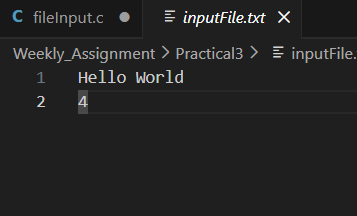 fileInput.c
inputFile.txt
Weekly_Assignment > Practical3 > inputFile.
1 Hello World
2 4